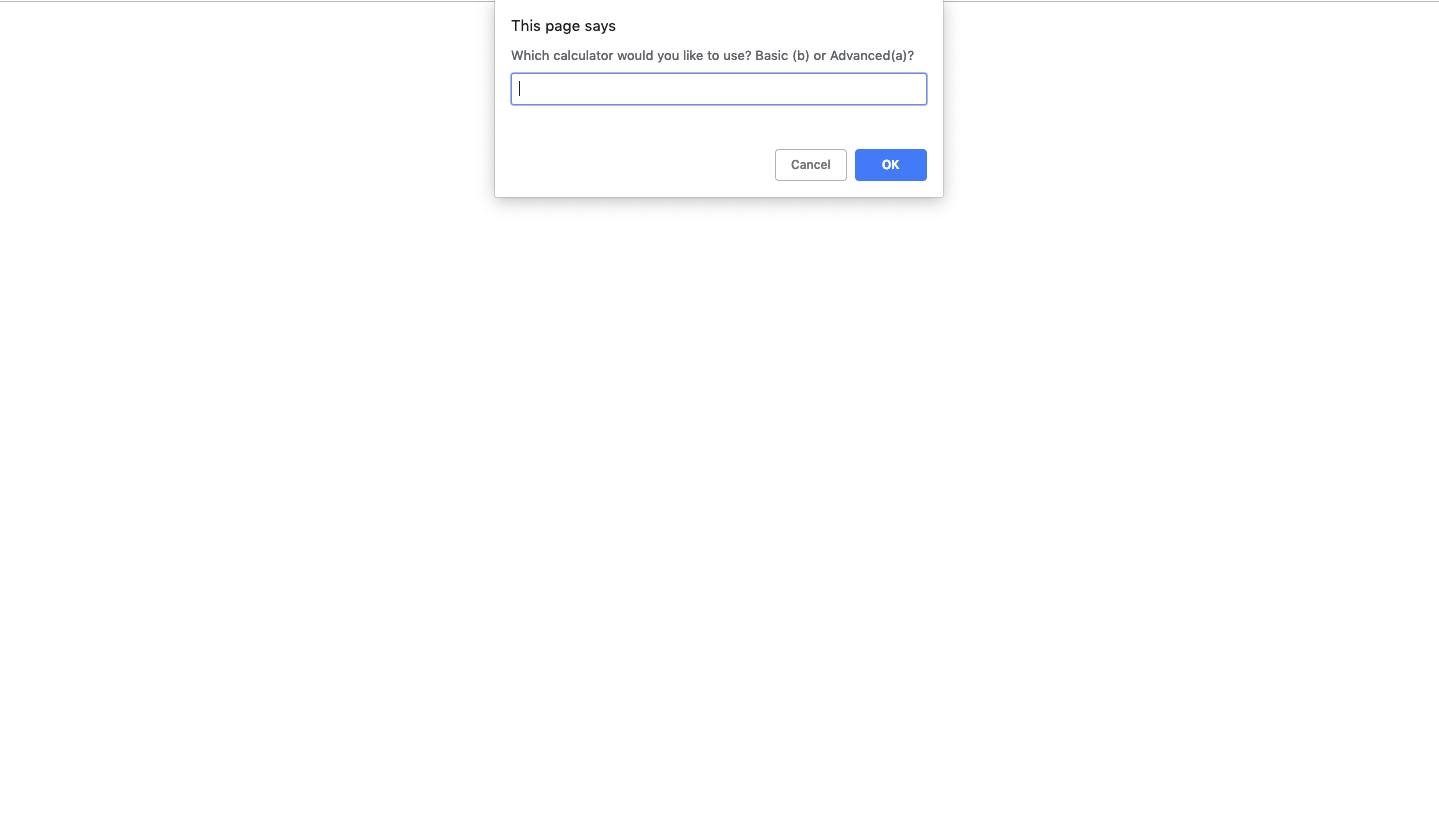 This page says
Which calculator would you like to use? Basic (b) or Advanced(a)?
Cancel
OK